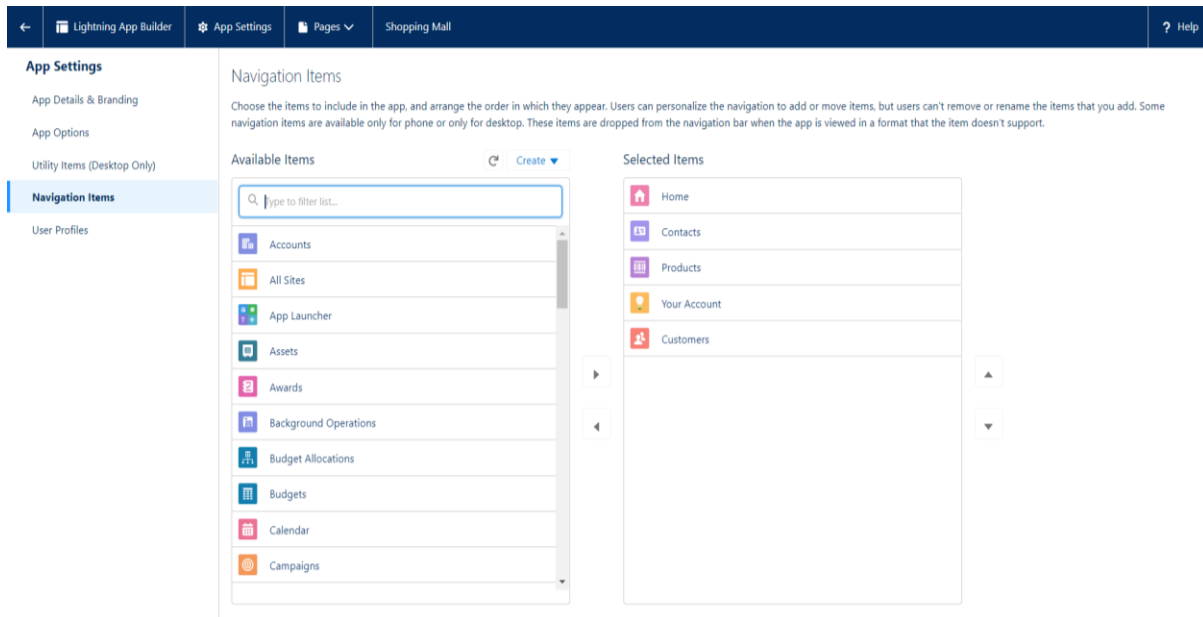 Lightning App Builder
App Settings
Pages
Shopping Mall
? Help
App Settings
App Details & Branding
App Options
Utility Items (Desktop Only)
Navigation Items
User Profiles
Navigation Items
Choose the items to include in the app, and arrange the order in which they appear. Users can personalize the navigation to add or move items, but users can't remove or rename the items that you add. Some
navigation items are available only for phone or only for desktop. These items are dropped from the navigation bar when the app is viewed in a format that the item doesn't support.
Available Items
Create
Type to filter list...
Accounts
All Sites
App Launcher
Assets
Awards
Background Operations
Budget Allocations
Budgets
Calendar
Campaigns
Selected Items
Home
Contacts
Products
Your Account
Customers